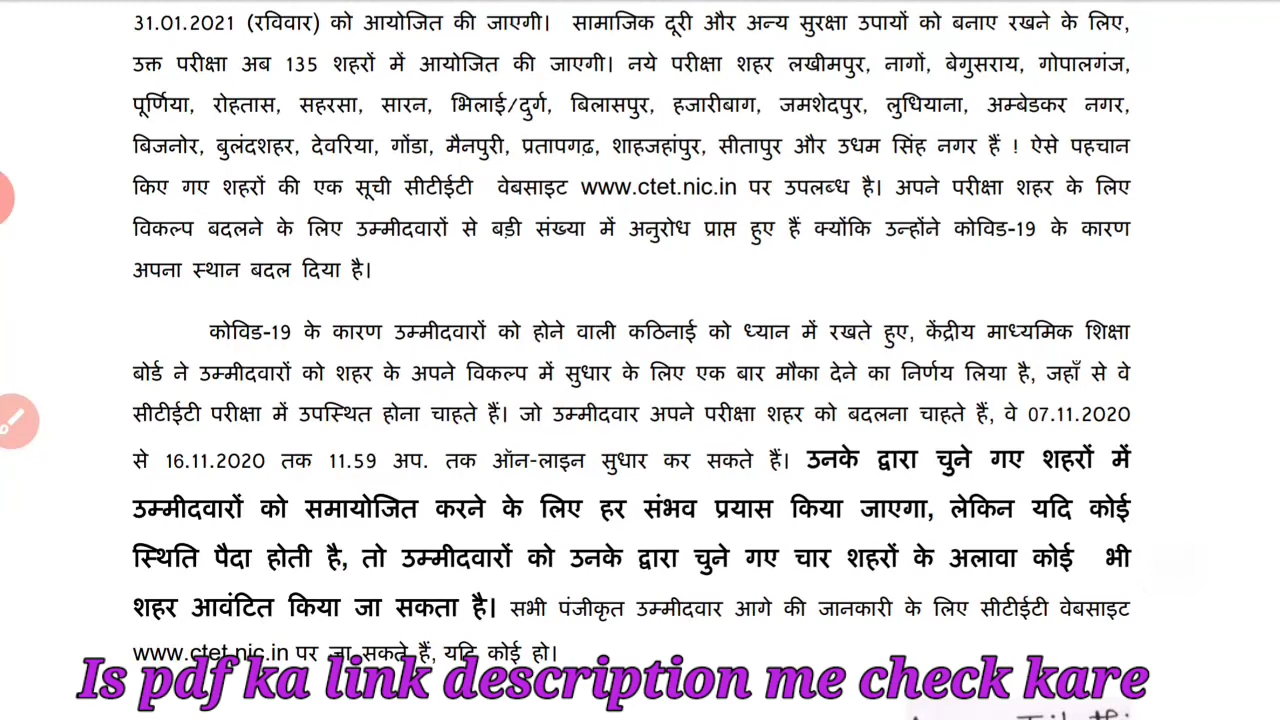 31.01.2021 (रविवार) को आयोजित की जाएगी। सामाजिक दूरी और अन्य सुरक्षा उपायों को बनाए रखने के लिए,
उक्त परीक्षा अब 135 शहरों में आयोजित की जाएगी। नये परीक्षा शहर लखीमपुर, नागों, बेगुसराय, गोपालगंज,
पूर्णिया, रोहतास, सहरसा, सारन, भिलाई/दुर्ग, बिलासपुर, हजारीबाग, जमशेदपुर, लुधियाना, अम्बेडकर नगर,
बिजनोर, बुलंदशहर, देवरिया, गोंडा, मैनपुरी, प्रतापगढ़, शाहजहांपुर, सीतापुर और उधम सिंह नगर हैं ! ऐसे पहचान
किए गए शहरों की एक सूची सीटीईटी वेबसाइट www.ctet.nic.in पर उपलब्ध है। अपने परीक्षा शहर के लिए
विकल्प बदलने के लिए उम्मीदवारों से बड़ी संख्या में अनुरोध प्राप्त हुए हैं क्योंकि उन्होंने कोविड-19 के कारण
अपना स्थान बदल दिया है।
कोविड-19 के कारण उम्मीदवारों को होने वाली कठिनाई को ध्यान में रखते हुए, केंद्रीय माध्यमिक शिक्षा
बोर्ड ने उम्मीदवारों को शहर के अपने विकल्प में सुधार के लिए एक बार मौका देने का निर्णय लिया है, जहाँ से वे
सीटीईटी परीक्षा में उपस्थित होना चाहते हैं। जो उम्मीदवार अपने परीक्षा शहर को बदलना चाहते हैं, वे 07.11.2020
से 16.11.2020 तक 11.59 अप. तक ऑन-लाइन सुधार कर सकते हैं। उनके द्वारा चुने गए शहरों में
उम्मीदवारों को समायोजित करने के लिए हर संभव प्रयास किया जाएगा, लेकिन यदि कोई
स्थिति पैदा होती है, तो उम्मीदवारों को उनके द्वारा चुने गए चार शहरों के अलावा कोई भी
शहर आवंटित किया जा सकता है। सभी पंजीकृत उम्मीदवार आगे की जानकारी के लिए सीटीईटी वेबसाइट
www.ctet.nic.in पर जा सकते हैं, यदि कोई हो।
Is pdf ka link description me check kare